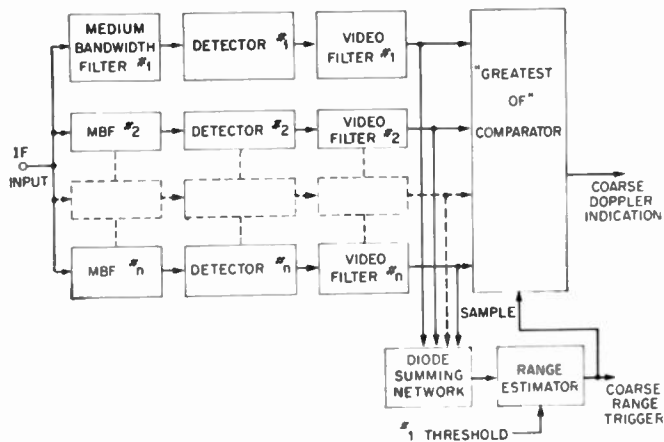 MEDIUM
BANDWIDTH
FILTER #1
DETECTOR #1
VIDEO
FILTER #1
"GREATEST
OF"
COMPARATOR
MBF #2
DETECTOR #2
VIDEO
FILTER #2
IF
INPUT
COARSE
DOPPLER
INDICATION
MBF #n
DETECTOR #n
VIDEO
FILTER #n
SAMPLE
DIODE
SUMMING
NETWORK
RANGE
ESTIMATOR
COARSE
RANGE
TRIGGER
#1 THRESHOLD